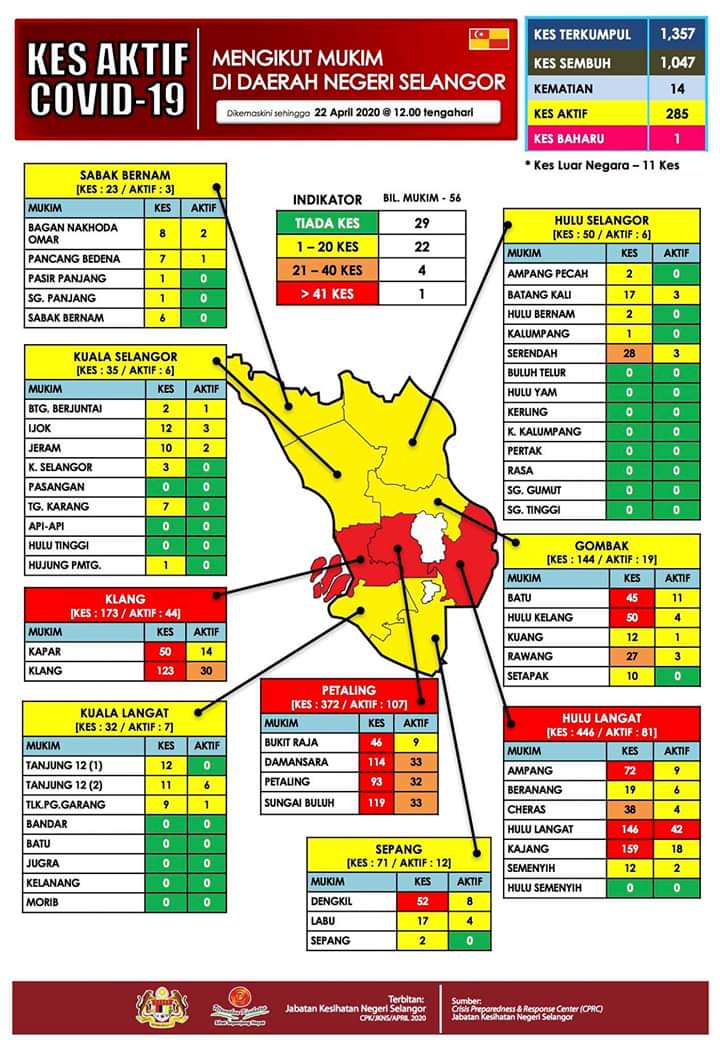 KES AKTIF
COVID-19
MENGIKUT MUKIM
DI DAERAH NEGERI SELANGOR
Dikemaskini sehingga 22 April 2020 @ 12.00 tengahari
KES TERKUMPUL 1,357
KES SEMBUH 1,047
KEMATIAN 14
KES AKTIF 285
KES BAHARU 1
* Kes Luar Negara – 11 Kes
SABAK BERNAM
[KES : 23 / AKTIF : 3]
MUKIM KES AKTIF
BAGAN NAKHODA
OMAR 8 2
PANCANG BEDENA 7 1
PASIR PANJANG 1 0
SG. PANJANG 1 0
SABAK BERNAM 6 0
INDIKATOR BIL. MUKIM - 56
TIADA KES 29
1 – 20 KES 22
21 – 40 KES 4
> 41 KES 1
HULU SELANGOR
[KES : 50 / AKTIF : 6]
MUKIM KES AKTIF
AMPANG PECAH 2 0
BATANG KALI 17 3
HULU BERNAM 2 0
KALUMPANG 1 0
SERENDAH 28 3
BULUH TELUR 0 0
HULU YAM 0 0
KERLING 0 0
K. KALUMPANG 0 0
PERTAK 0 0
RASA 0 0
SG. GUMUT 0 0
SG. TINGGI 0 0
KUALA SELANGOR
[KES : 35 / AKTIF : 6]
MUKIM KES AKTIF
BTG. BERJUNTAI 2 1
IJOK 12 3
JERAM 10 2
K. SELANGOR 3 0
PASANGAN 0 0
TG. KARANG 7 0
API-API 0 0
HULU TINGGI 0 0
HUJUNG PMTG. 1 0
GOMBAK
[KES : 144 / AKTIF : 19]
MUKIM KES AKTIF
BATU 45 11
HULU KELANG 50 4
KUANG 12 1
RAWANG 27 3
SETAPAK 10 0
KLANG
[KES : 173 / AKTIF : 44]
MUKIM KES AKTIF
KAPAR 50 14
KLANG 123 30
KUALA LANGAT
[KES : 32 / AKTIF : 7]
MUKIM KES AKTIF
TANJUNG 12 (1) 12 0
TANJUNG 12 (2) 11 6
TLK.PG.GARANG 9 1
BANDAR 0 0
BATU 0 0
JUGRA 0 0
KELANANG 0 0
MORIB 0 0
PETALING
[KES : 372 / AKTIF : 107]
MUKIM KES AKTIF
BUKIT RAJA 46 9
DAMANSARA 114 33
PETALING 93 32
SUNGAI BULUH 119 33
HULU LANGAT
[KES : 446 / AKTIF : 81]
MUKIM KES AKTIF
AMPANG 72 9
BERANANG 19 6
CHERAS 38 4
HULU LANGAT 146 42
KAJANG 159 18
SEMENYIH 12 2
HULU SEMENYIH 0 0
SEPANG
[KES : 71 / AKTIF : 12]
MUKIM KES AKTIF
DENGKIL 52 8
LABU 17 4
SEPANG 2 0
Terbitan:
Jabatan Kesihatan Negeri Selangor
CPK/JKNS/APRIL 2020
Sumber:
Crisis Preparedness & Response Center (CPRC)
Jabatan Kesihatan Negeri Selangor